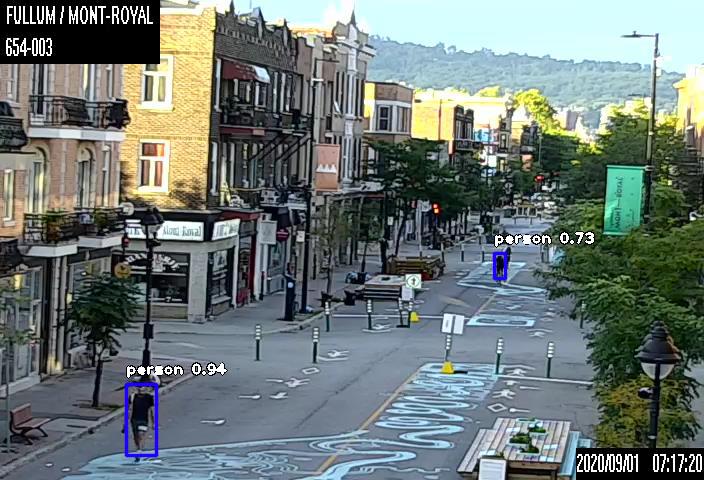 FULLUM / MONT-ROYAL
654-003
person 0.73
MONT-ROYAL
Mont Royal
person 0.94
2020/09/01 07:17:20